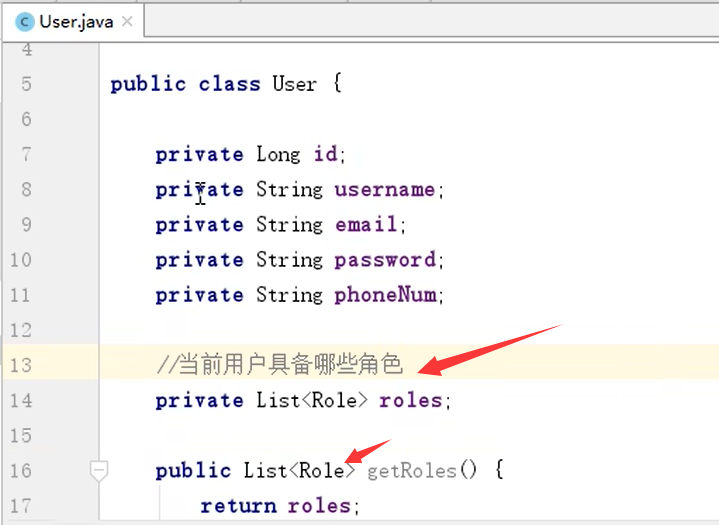 User.java
4
5 public class User {
6
7 private Long id;
8 private String username;
9 private String email;
10 private String password;
11 private String phoneNum;
12
13 //当前用户具备哪些角色
14 private List<Role> roles;
15
16 public List<Role> getRoles() {
17 return roles;